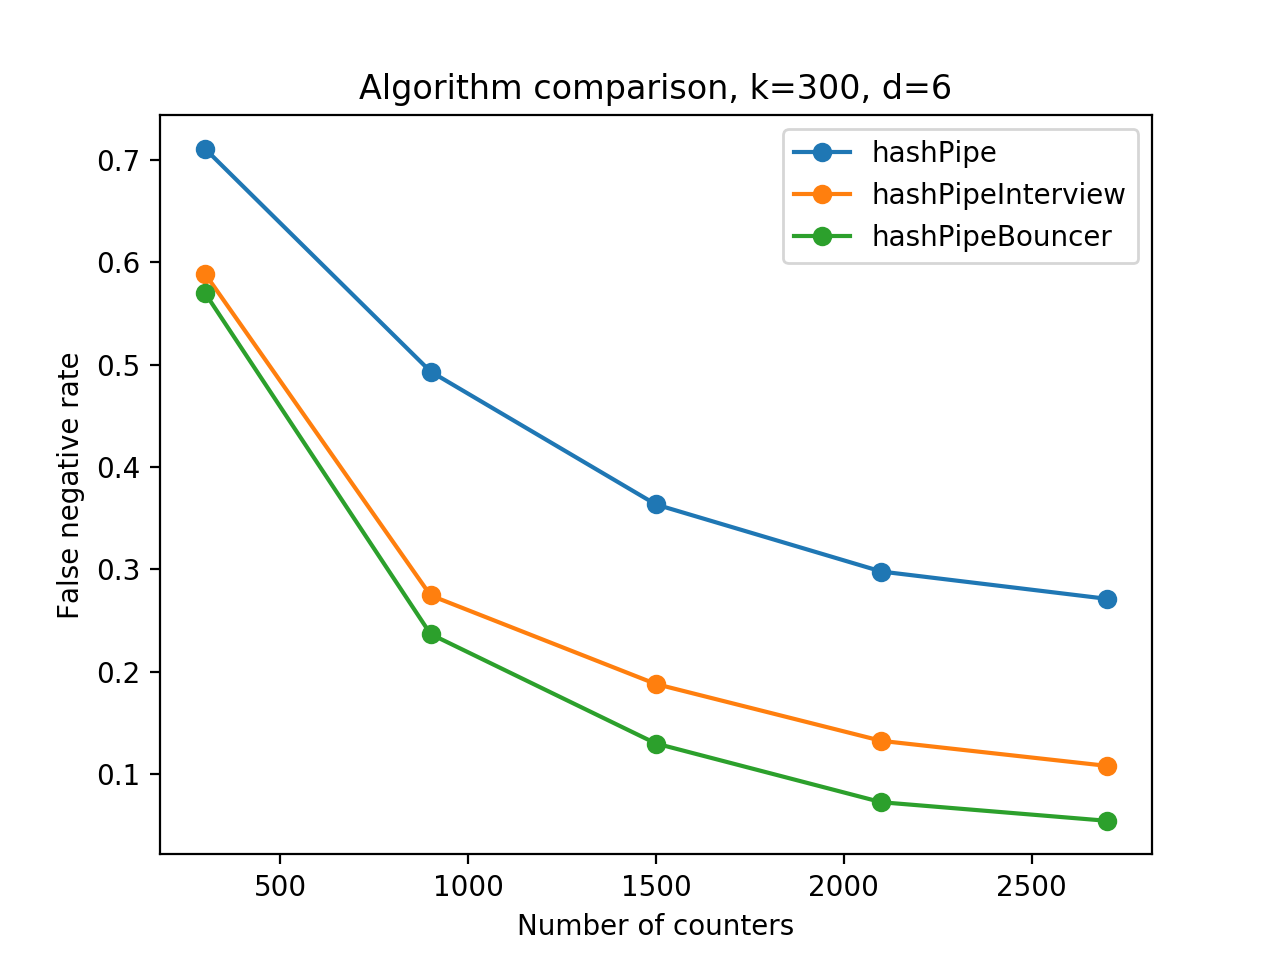 Algorithm comparison, k=300, d=6
hashPipe
hashPipeInterview
hashPipeBouncer
False negative rate
0.7
0.6
0.5
0.4
0.3
0.2
0.1
500 1000 1500 2000 2500
Number of counters